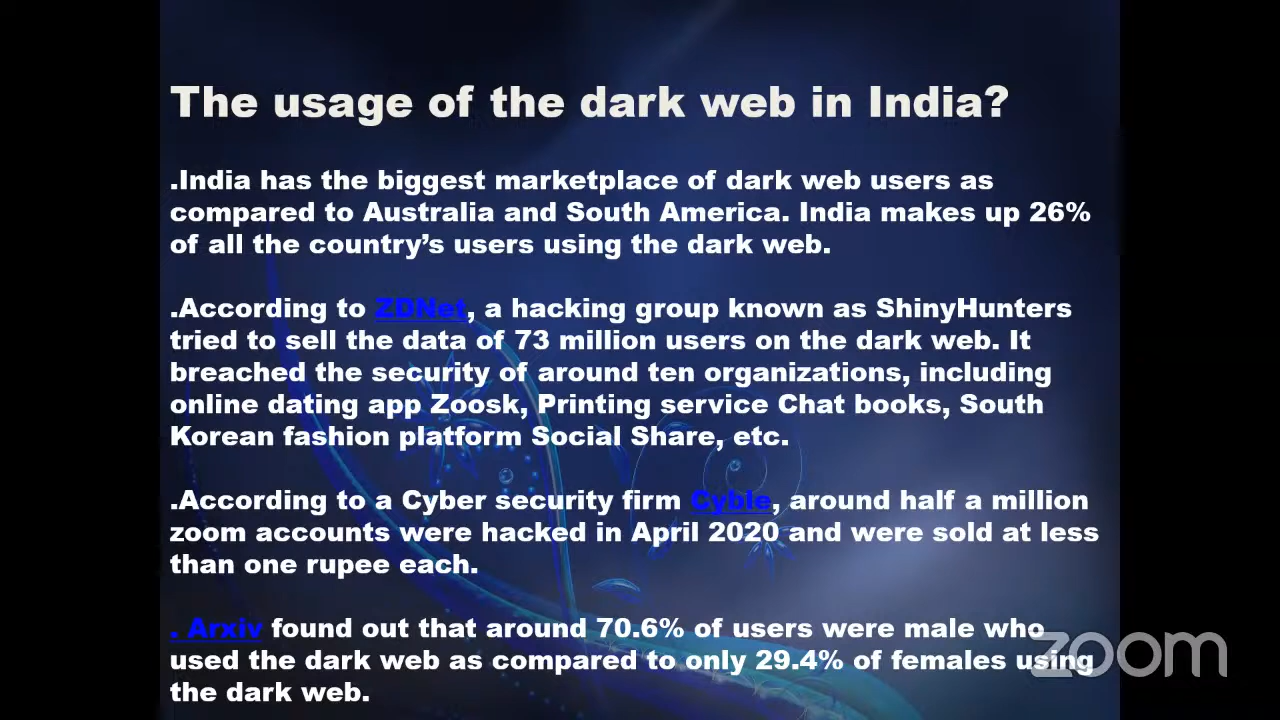 The usage of the dark web in India?
.India has the biggest marketplace of dark web users as
compared to Australia and South America. India makes up 26%
of all the country’s users using the dark web.
.According to ZDNet, a hacking group known as ShinyHunters
tried to sell the data of 73 million users on the dark web. It
breached the security of around ten organizations, including
online dating app Zoosk, Printing service Chat books, South
Korean fashion platform Social Share, etc.
.According to a Cyber security firm Cyble, around half a million
zoom accounts were hacked in April 2020 and were sold at less
than one rupee each.
. Arxiv found out that around 70.6% of users were male who
used the dark web as compared to only 29.4% of females using
the dark web.
zoom